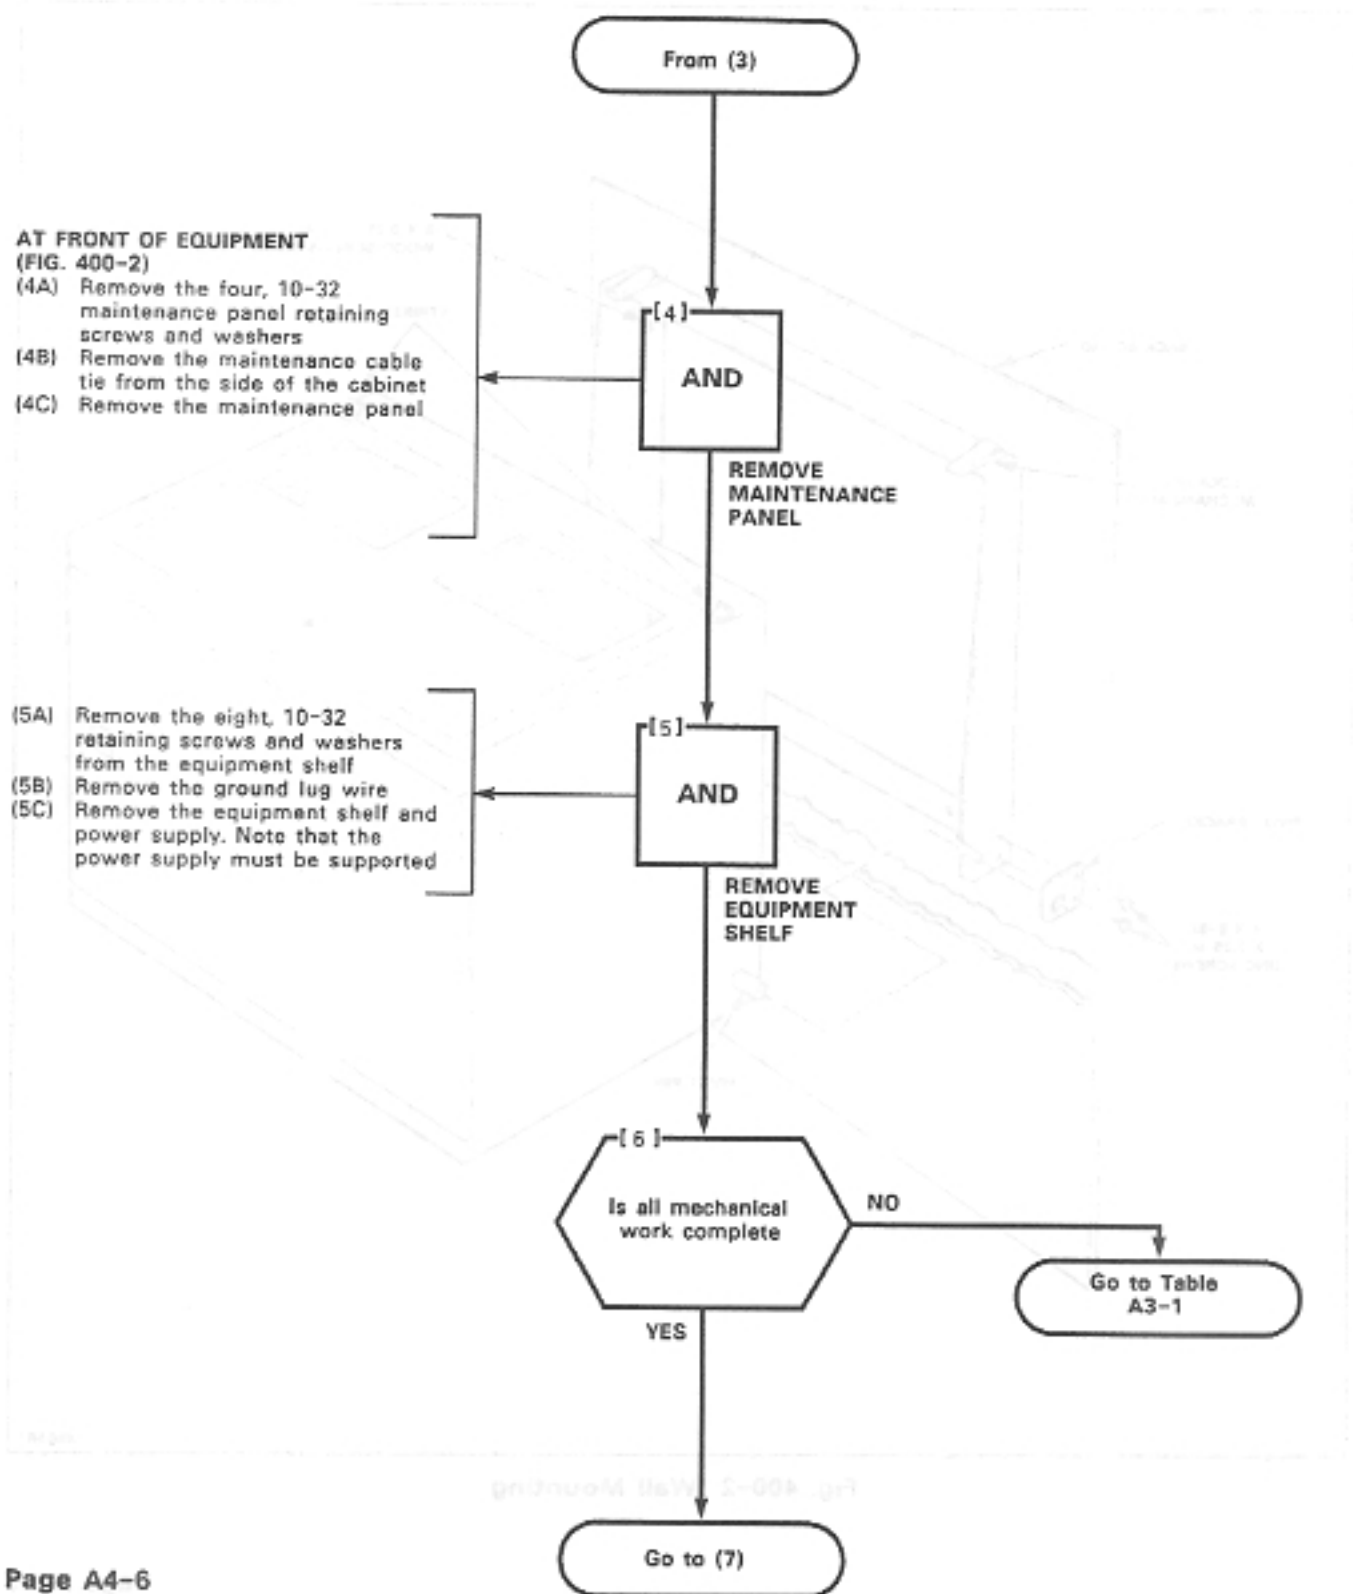 From (3)
AT FRONT OF EQUIPMENT
(FIG. 400-2)
(4A) Remove the four, 10-32
maintenance panel retaining
screws and washers
(4B) Remove the maintenance cable
tie from the side of the cabinet
(4C) Remove the maintenance panel
[4]
AND
REMOVE
MAINTENANCE
PANEL
(5A) Remove the eight, 10-32
retaining screws and washers
from the equipment shelf
(5B) Remove the ground lug wire
(5C) Remove the equipment shelf and
power supply. Note that the
power supply must be supported
[5]
AND
REMOVE
EQUIPMENT
SHELF
[6]
Is all mechanical
work complete
NO
Go to Table
A3-1
YES
Fig. 400-2 Wall Mounting
Go to (7)
Page A4-6